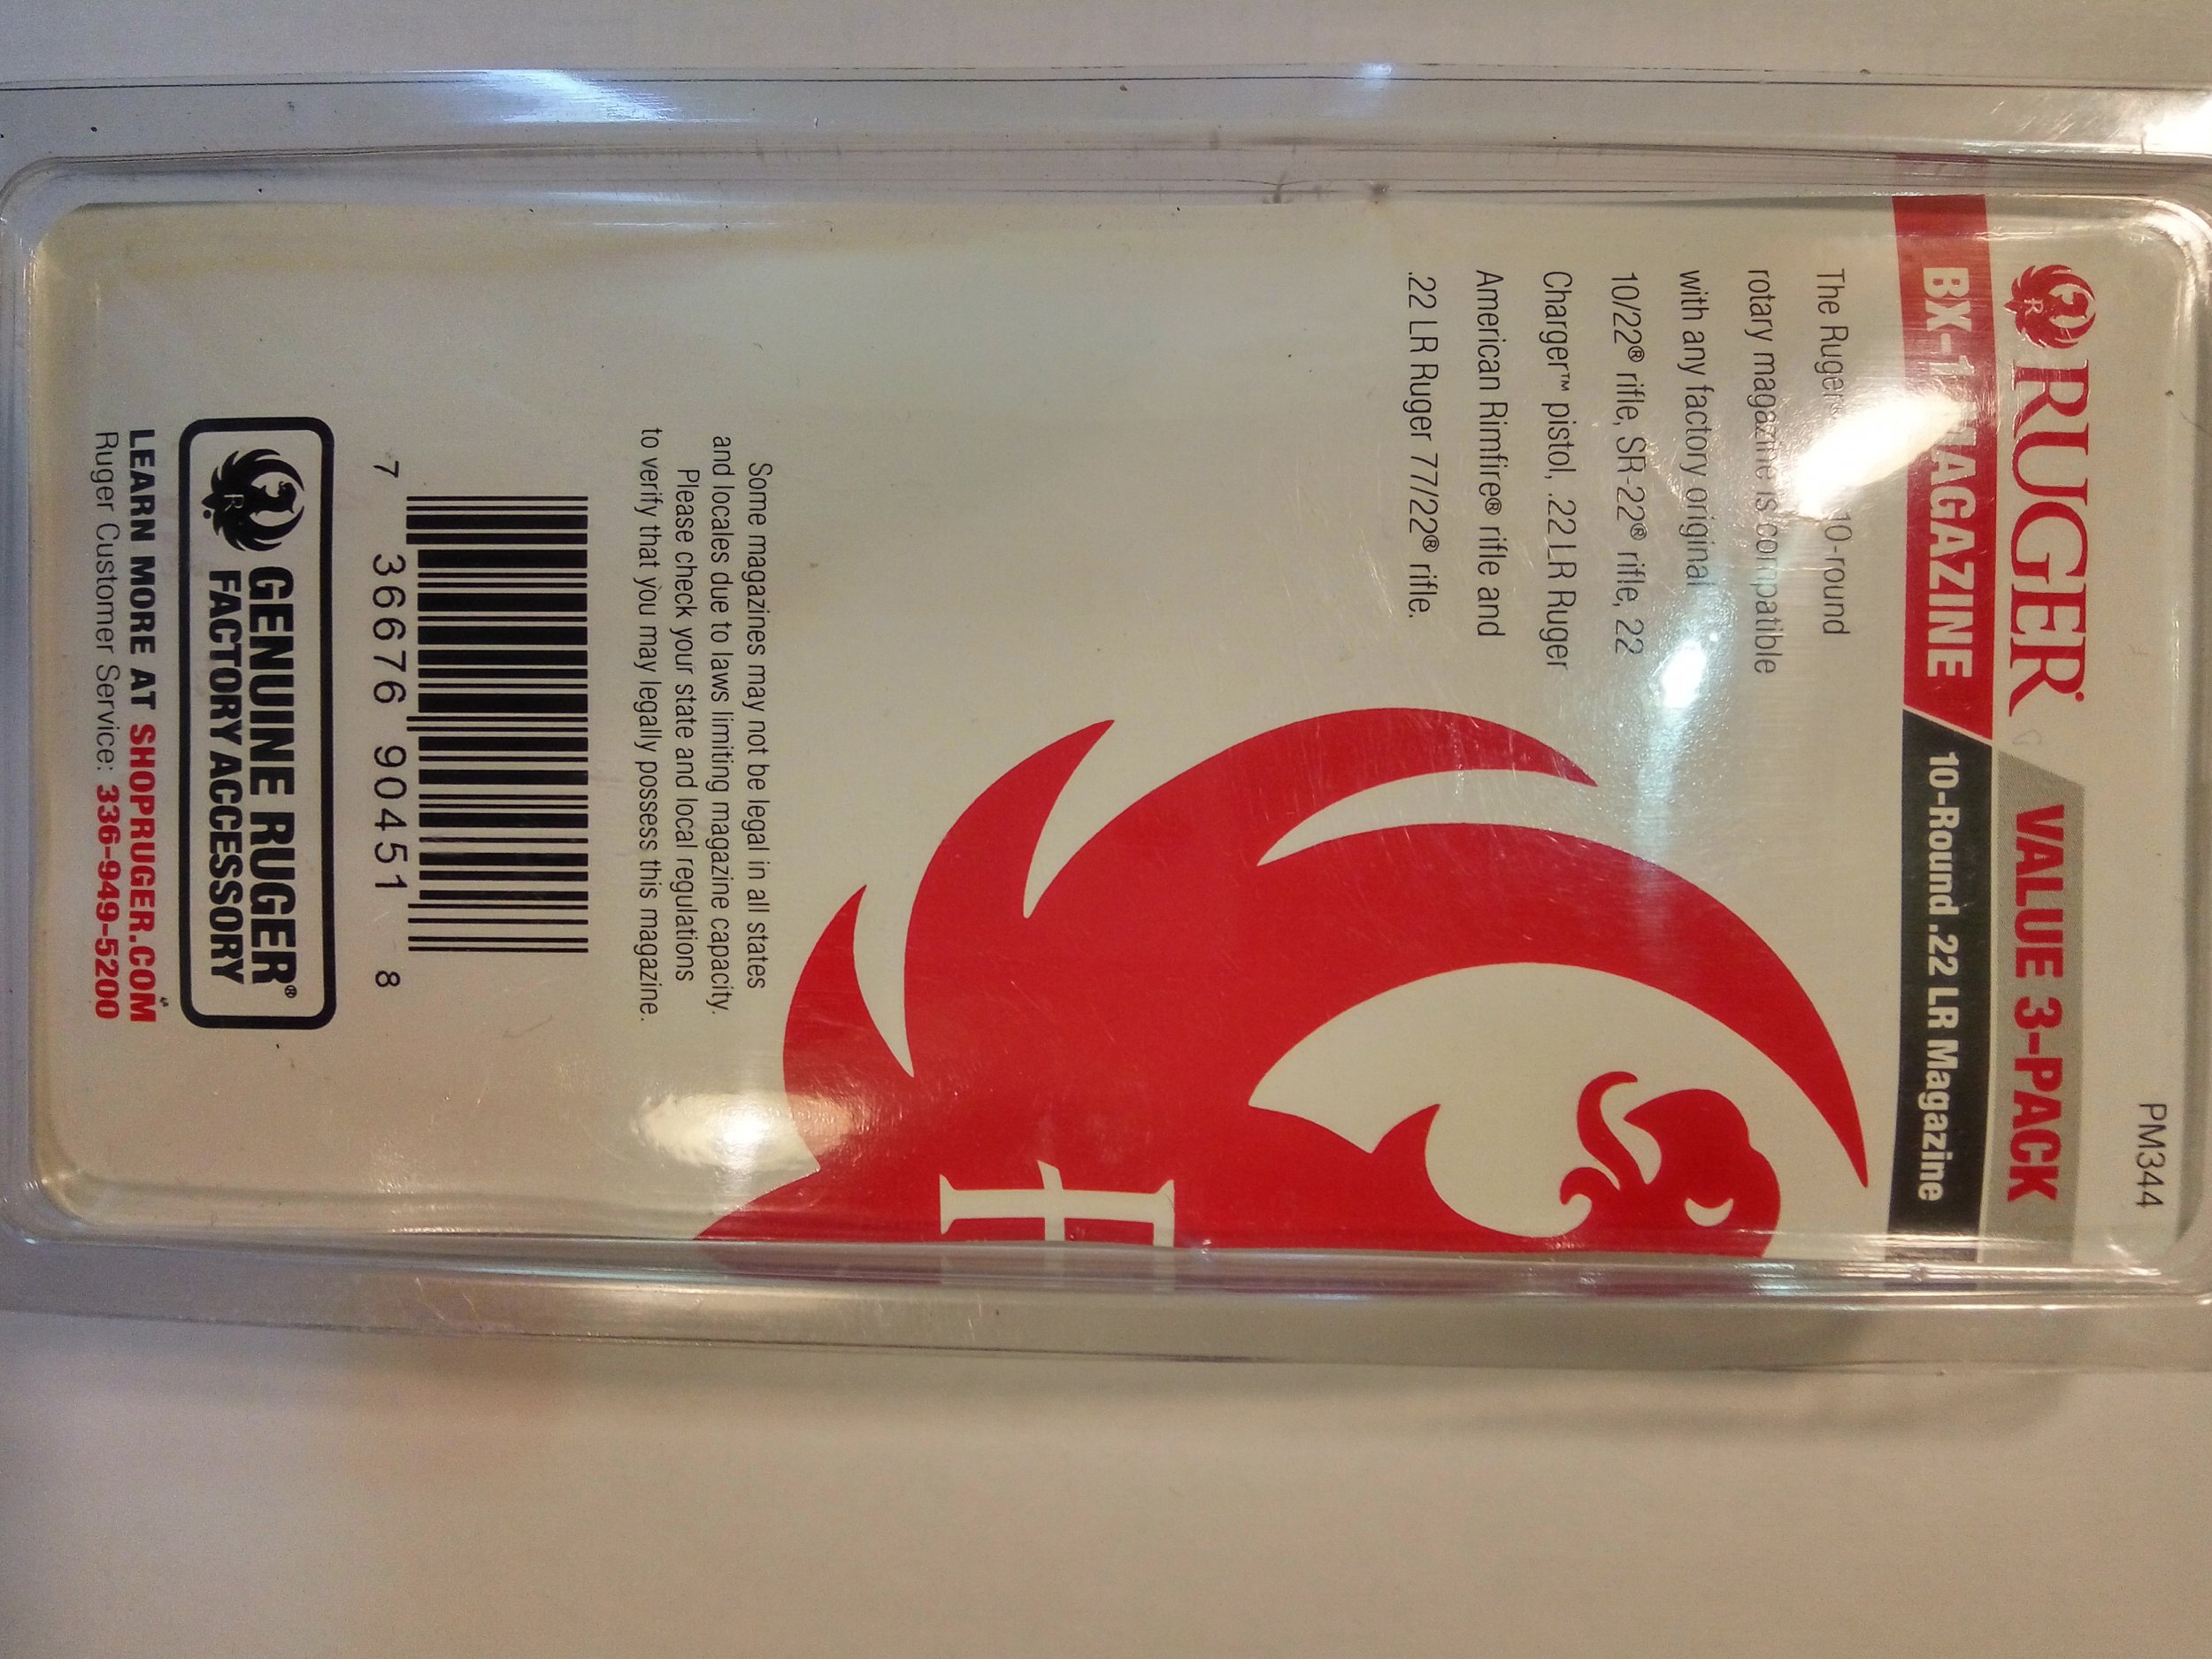 PM344
RUGER®
VALUE 3-PACK
BX-1 MAGAZINE
10-Round .22 LR Magazine
The Ruger® 10-round
rotary magazine is compatible
with any factory original
10/22® rifle, SR-22® rifle, 22
Charger™ pistol, .22 LR Ruger
American Rimfire® rifle and
.22 LR Ruger 77/22® rifle.
R
Some magazines may not be legal in all states
and locales due to laws limiting magazine capacity.
Please check your state and local regulations
to verify that you may legally possess this magazine.
7 36676 90451 8
GENUINE RUGER®
FACTORY ACCESSORY
LEARN MORE AT SHOPRUGER.COM
Ruger Customer Service: 336-949-5200